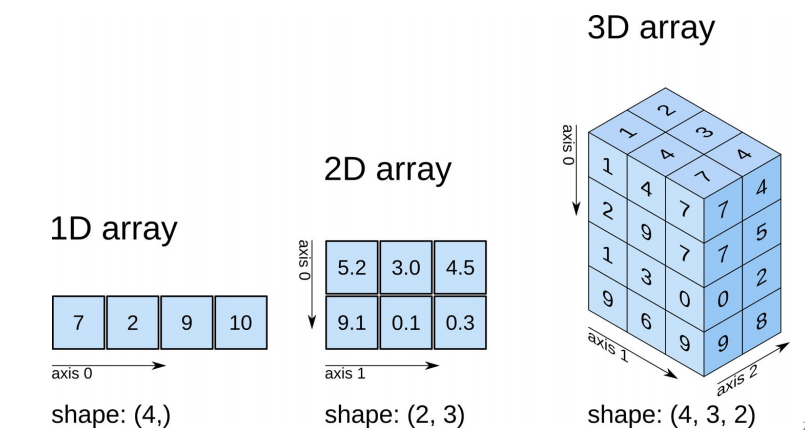 1D array
7 2 9 10
axis 0
shape: (4,)
2D array
axis 0
5.2 3.0 4.5
9.1 0.1 0.3
axis 1
shape: (2, 3)
3D array
axis 0
1 2
4 3
7 4
1 4 7
2 9 7
1 3 0
9 6 9
7 4
7 5
0 2
9 8
axis 1
axis 2
shape: (4, 3, 2)